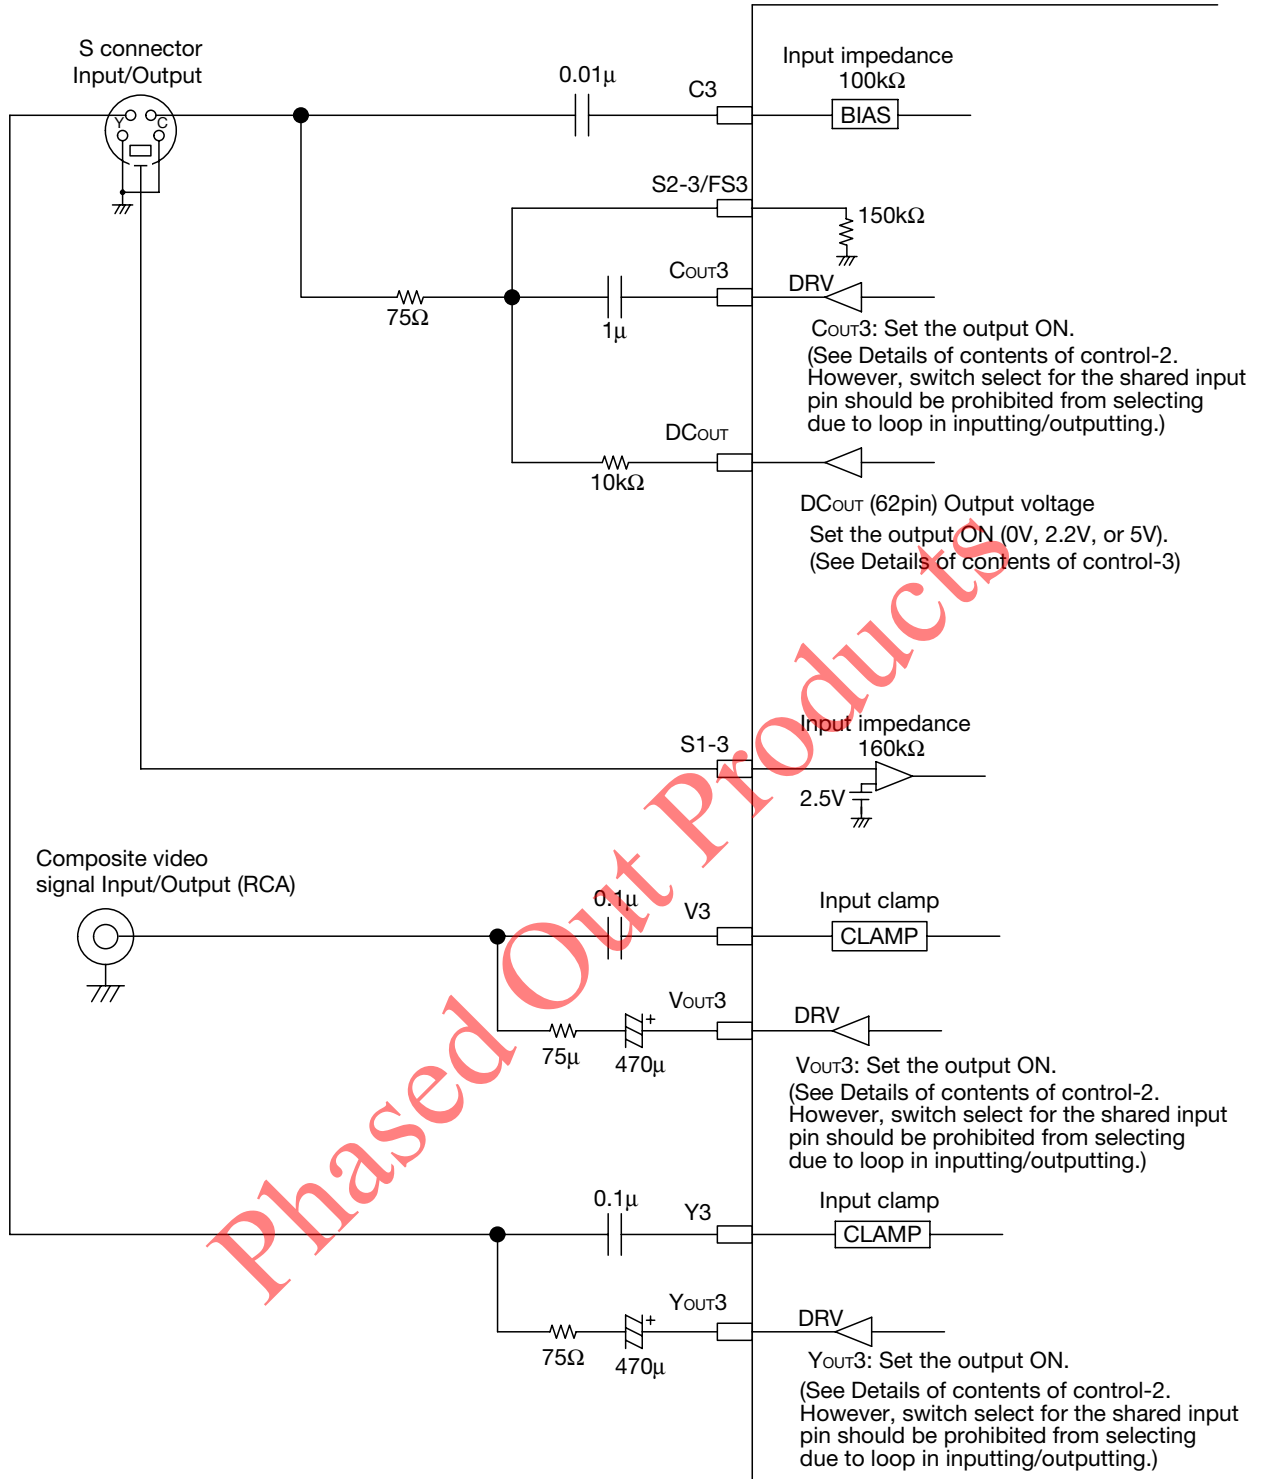 S connector
Input/Output
Y C
0.01μ
C3
Input impedance
100kΩ
BIAS
S2-3/FS3
150kΩ
COUT3
DRV
75Ω
1μ
COUT3: Set the output ON.
(See Details of contents of control-2.
However, switch select for the shared input
pin should be prohibited from selecting
due to loop in inputting/outputting.)
DCOUT
10kΩ
DCOUT (62pin) Output voltage
Set the output ON (0V, 2.2V, or 5V).
(See Details of contents of control-3)
S1-3
Input impedance
160kΩ
2.5V
Composite video
signal Input/Output (RCA)
0.1μ
V3
Input clamp
CLAMP
VOUT3
DRV
75μ
+
470μ
VOUT3: Set the output ON.
(See Details of contents of control-2.
However, switch select for the shared input
pin should be prohibited from selecting
due to loop in inputting/outputting.)
0.1μ
Y3
Input clamp
CLAMP
YOUT3
DRV
75Ω
+
470μ
YOUT3: Set the output ON.
(See Details of contents of control-2.
However, switch select for the shared input
pin should be prohibited from selecting
due to loop in inputting/outputting.)
Phased Out Products